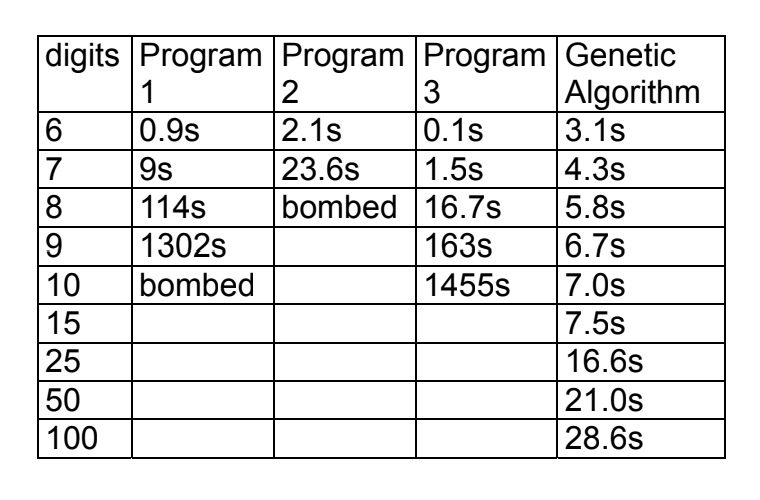 digits Program 1 Program 2 Program 3 Genetic Algorithm
6 0.9s 2.1s 0.1s 3.1s
7 9s 23.6s 1.5s 4.3s
8 114s bombed 16.7s 5.8s
9 1302s 163s 6.7s
10 bombed 1455s 7.0s
15 7.5s
25 16.6s
50 21.0s
100 28.6s